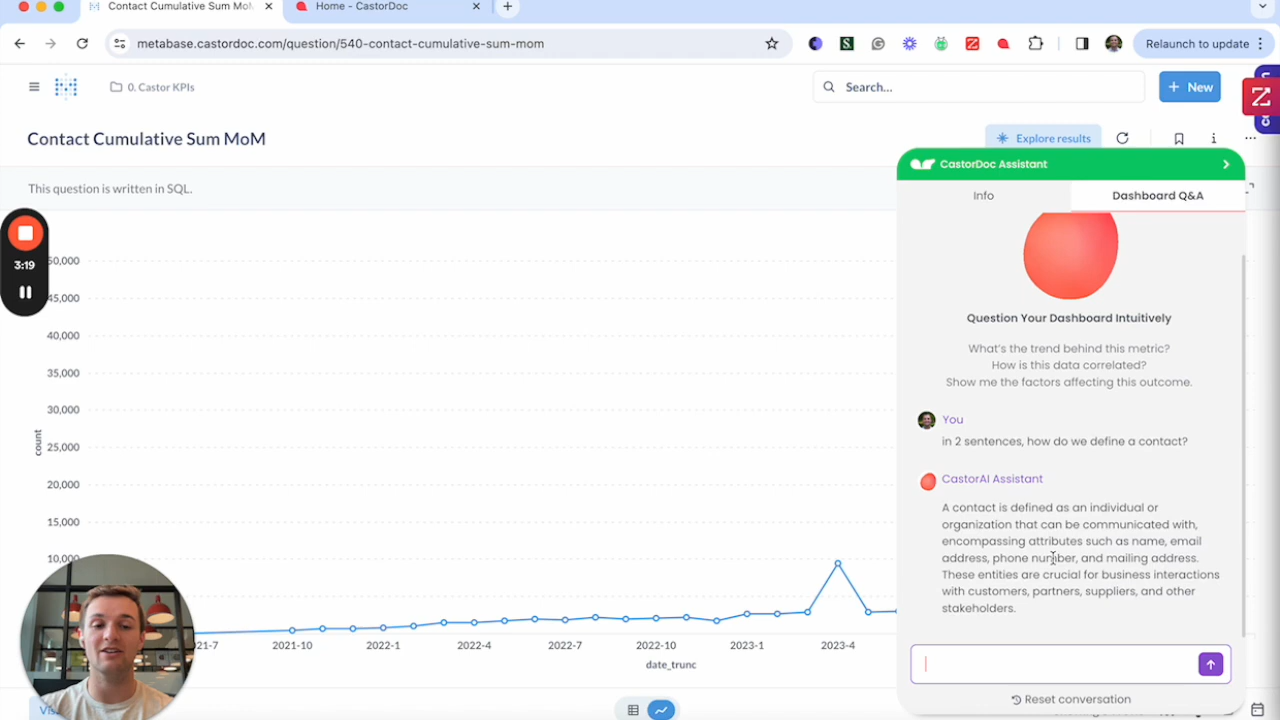 Contact Cumulative Sum MoM
Home - CastorDoc
metabase.castordoc.com/question/540-contact-cumulative-sum-mom
Relaunch to update
0. Castor KPIs
Search...
New
Contact Cumulative Sum MoM
Explore results
This question is written in SQL.
3:19
50,000
45,000
40,000
35,000
30,000
25,000
20,000
15,000
10,000
count
21-7
2021-10
2022-1
2022-4
2022-7
2022-10
2023-1
2023-4
date_trunc
CastorDoc Assistant
Info
Dashboard Q&A
Question Your Dashboard Intuitively
What's the trend behind this metric?
How is this data correlated?
Show me the factors affecting this outcome.
You
in 2 sentences, how do we define a contact?
CastorAI Assistant
A contact is defined as an individual or
organization that can be communicated with,
encompassing attributes such as name, email
address, phone number, and mailing address.
These entities are crucial for business interactions
with customers, partners, suppliers, and other
stakeholders.
Reset conversation